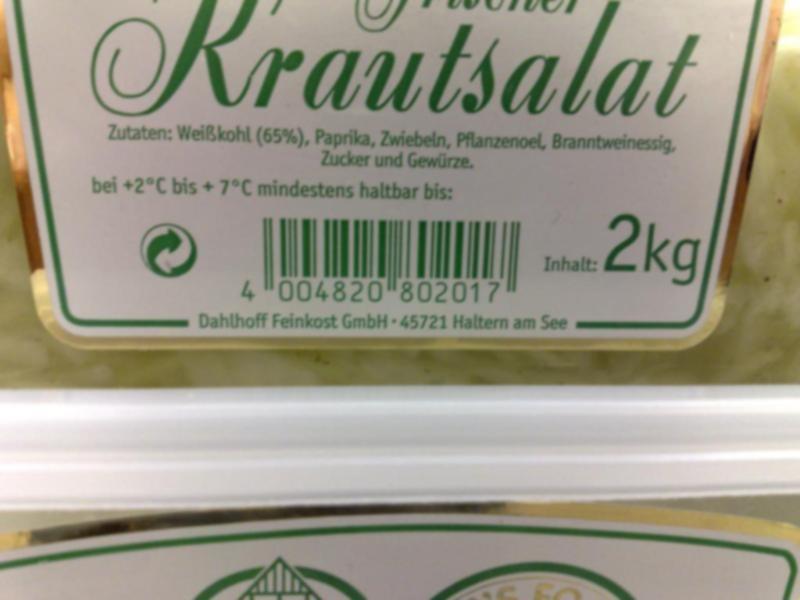 Frischer
Krautsalat
Zutaten: Weißkohl (65%), Paprika, Zwiebeln, Pflanzenoel, Branntweinessig,
Zucker und Gewürze.
bei +2°C bis + 7°C mindestens haltbar bis:
Inhalt: 2kg
4 004820 802017
Dahlhoff Feinkost GmbH · 45721 Haltern am See